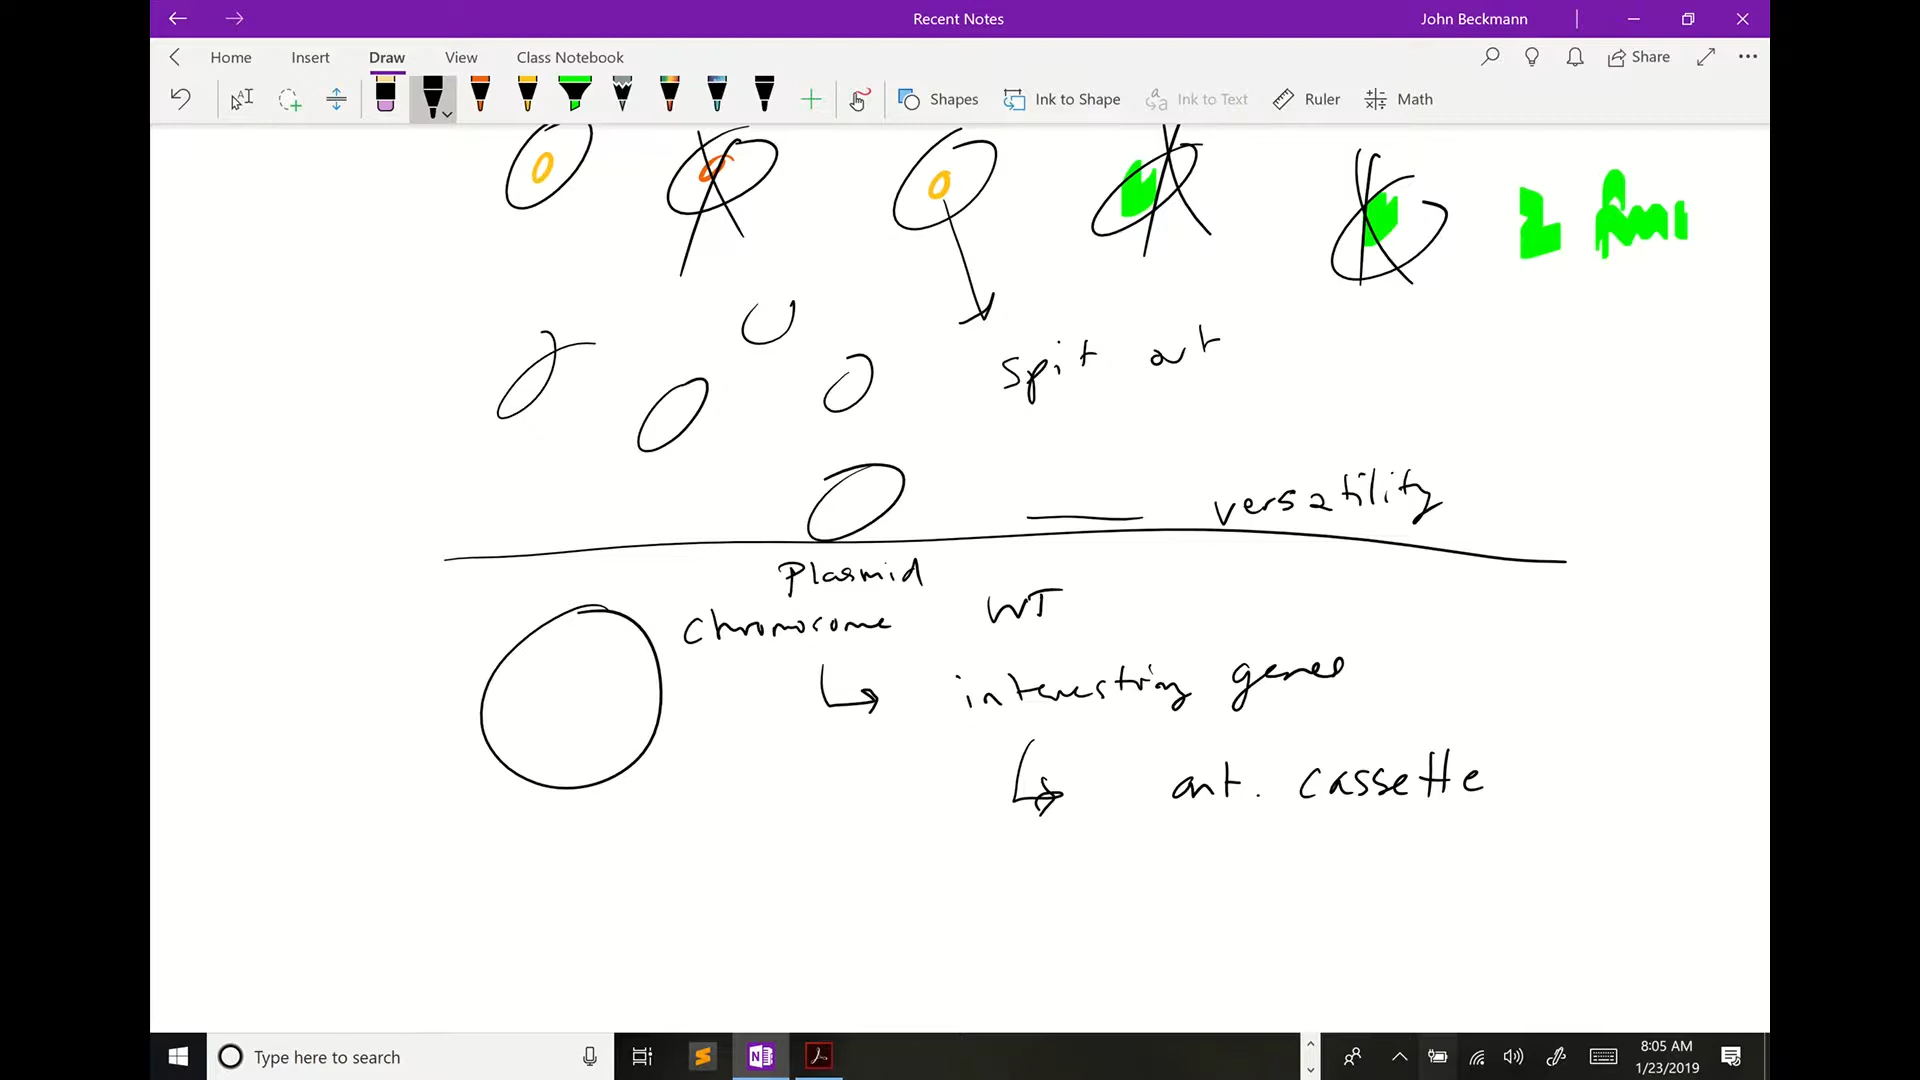 Recent Notes
John Beckmann
Home Insert Draw View Class Notebook
Share
Shapes Ink to Shape Ink to Text Ruler Math
2
spit out
versatility
plasmid
chromosome WT
interesting genes
ant. cassette
Type here to search
8:05 AM
1/23/2019